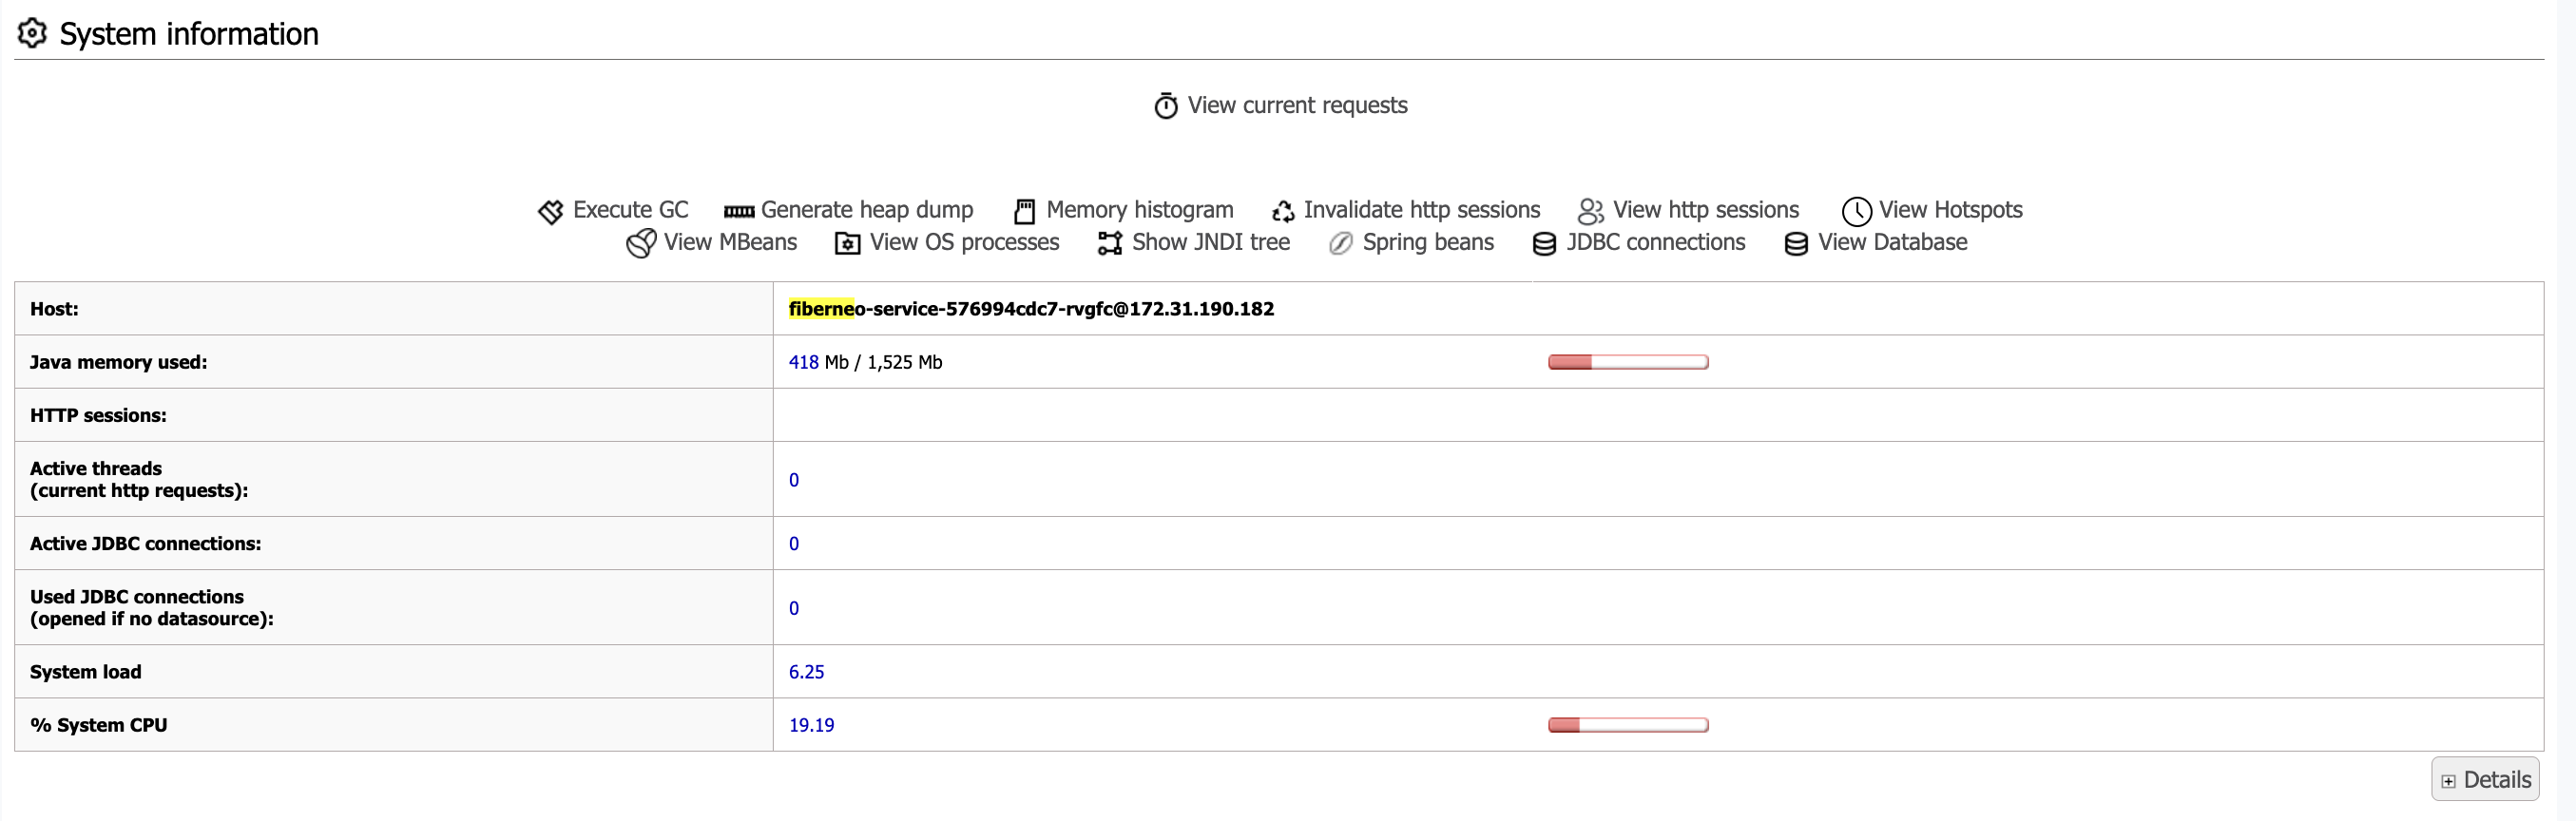 System information
View current requests
Execute GC Generate heap dump Memory histogram Invalidate http sessions View http sessions View Hotspots
View MBeans View OS processes Show JNDI tree Spring beans JDBC connections View Database
Host: fiberneo-service-576994cdc7-rvgfc@172.31.190.182
Java memory used: 418 Mb / 1,525 Mb
HTTP sessions:
Active threads
(current http requests): 0
Active JDBC connections: 0
Used JDBC connections
(opened if no datasource): 0
System load 6.25
% System CPU 19.19
Details